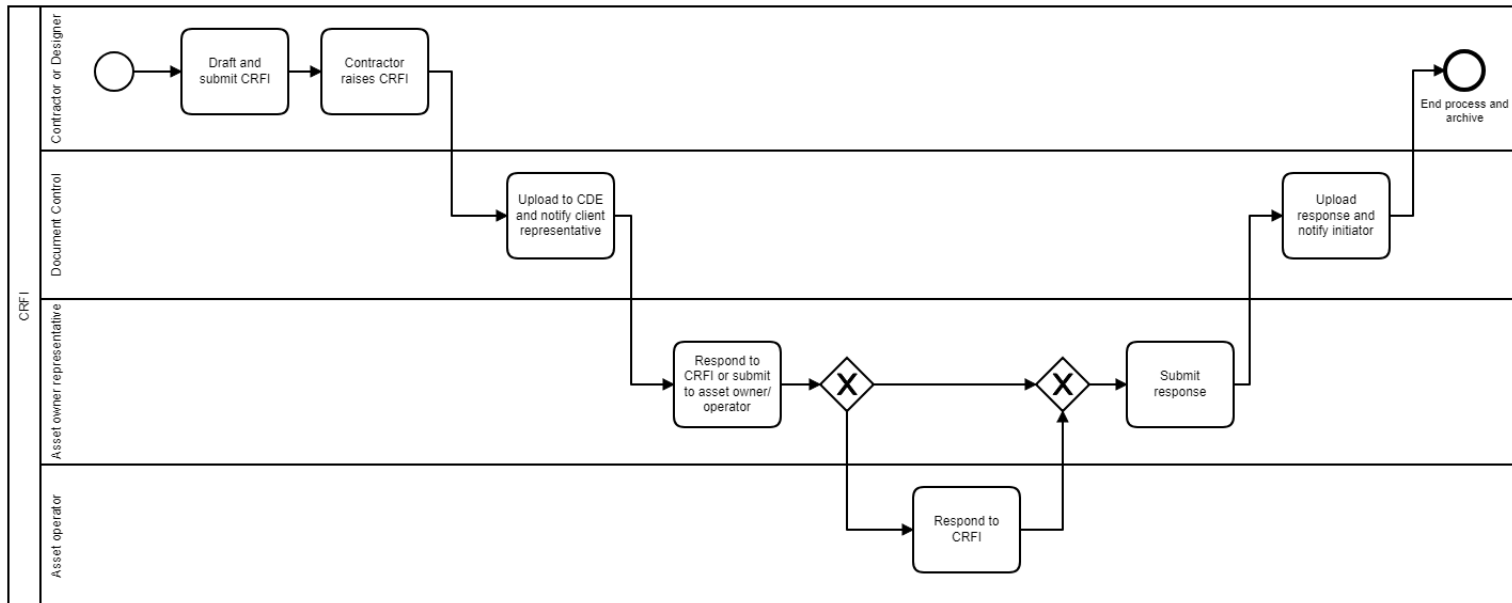 CRFI
Contractor or Designer
Draft and
submit CRFI
Contractor
raises CRFI
End process and
archive
Document Control
Upload to CDE
and notify client
representative
Upload
response and
notify initiator
Asset owner representative
Respond to
CRFI or submit
to asset owner/
operator
X
X
Submit
response
Asset operator
Respond to
CRFI